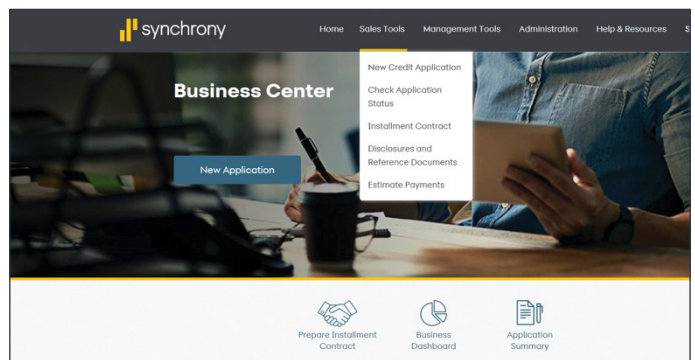 synchrony
Home Sales Tools Management Tools Administration Help & Resources S
Business Center
New Application
New Credit Application
Check Application
Status
Installment Contract
Disclosures and
Reference Documents
Estimate Payments
Prepare Installment
Contract
Business
Dashboard
Application
Summary